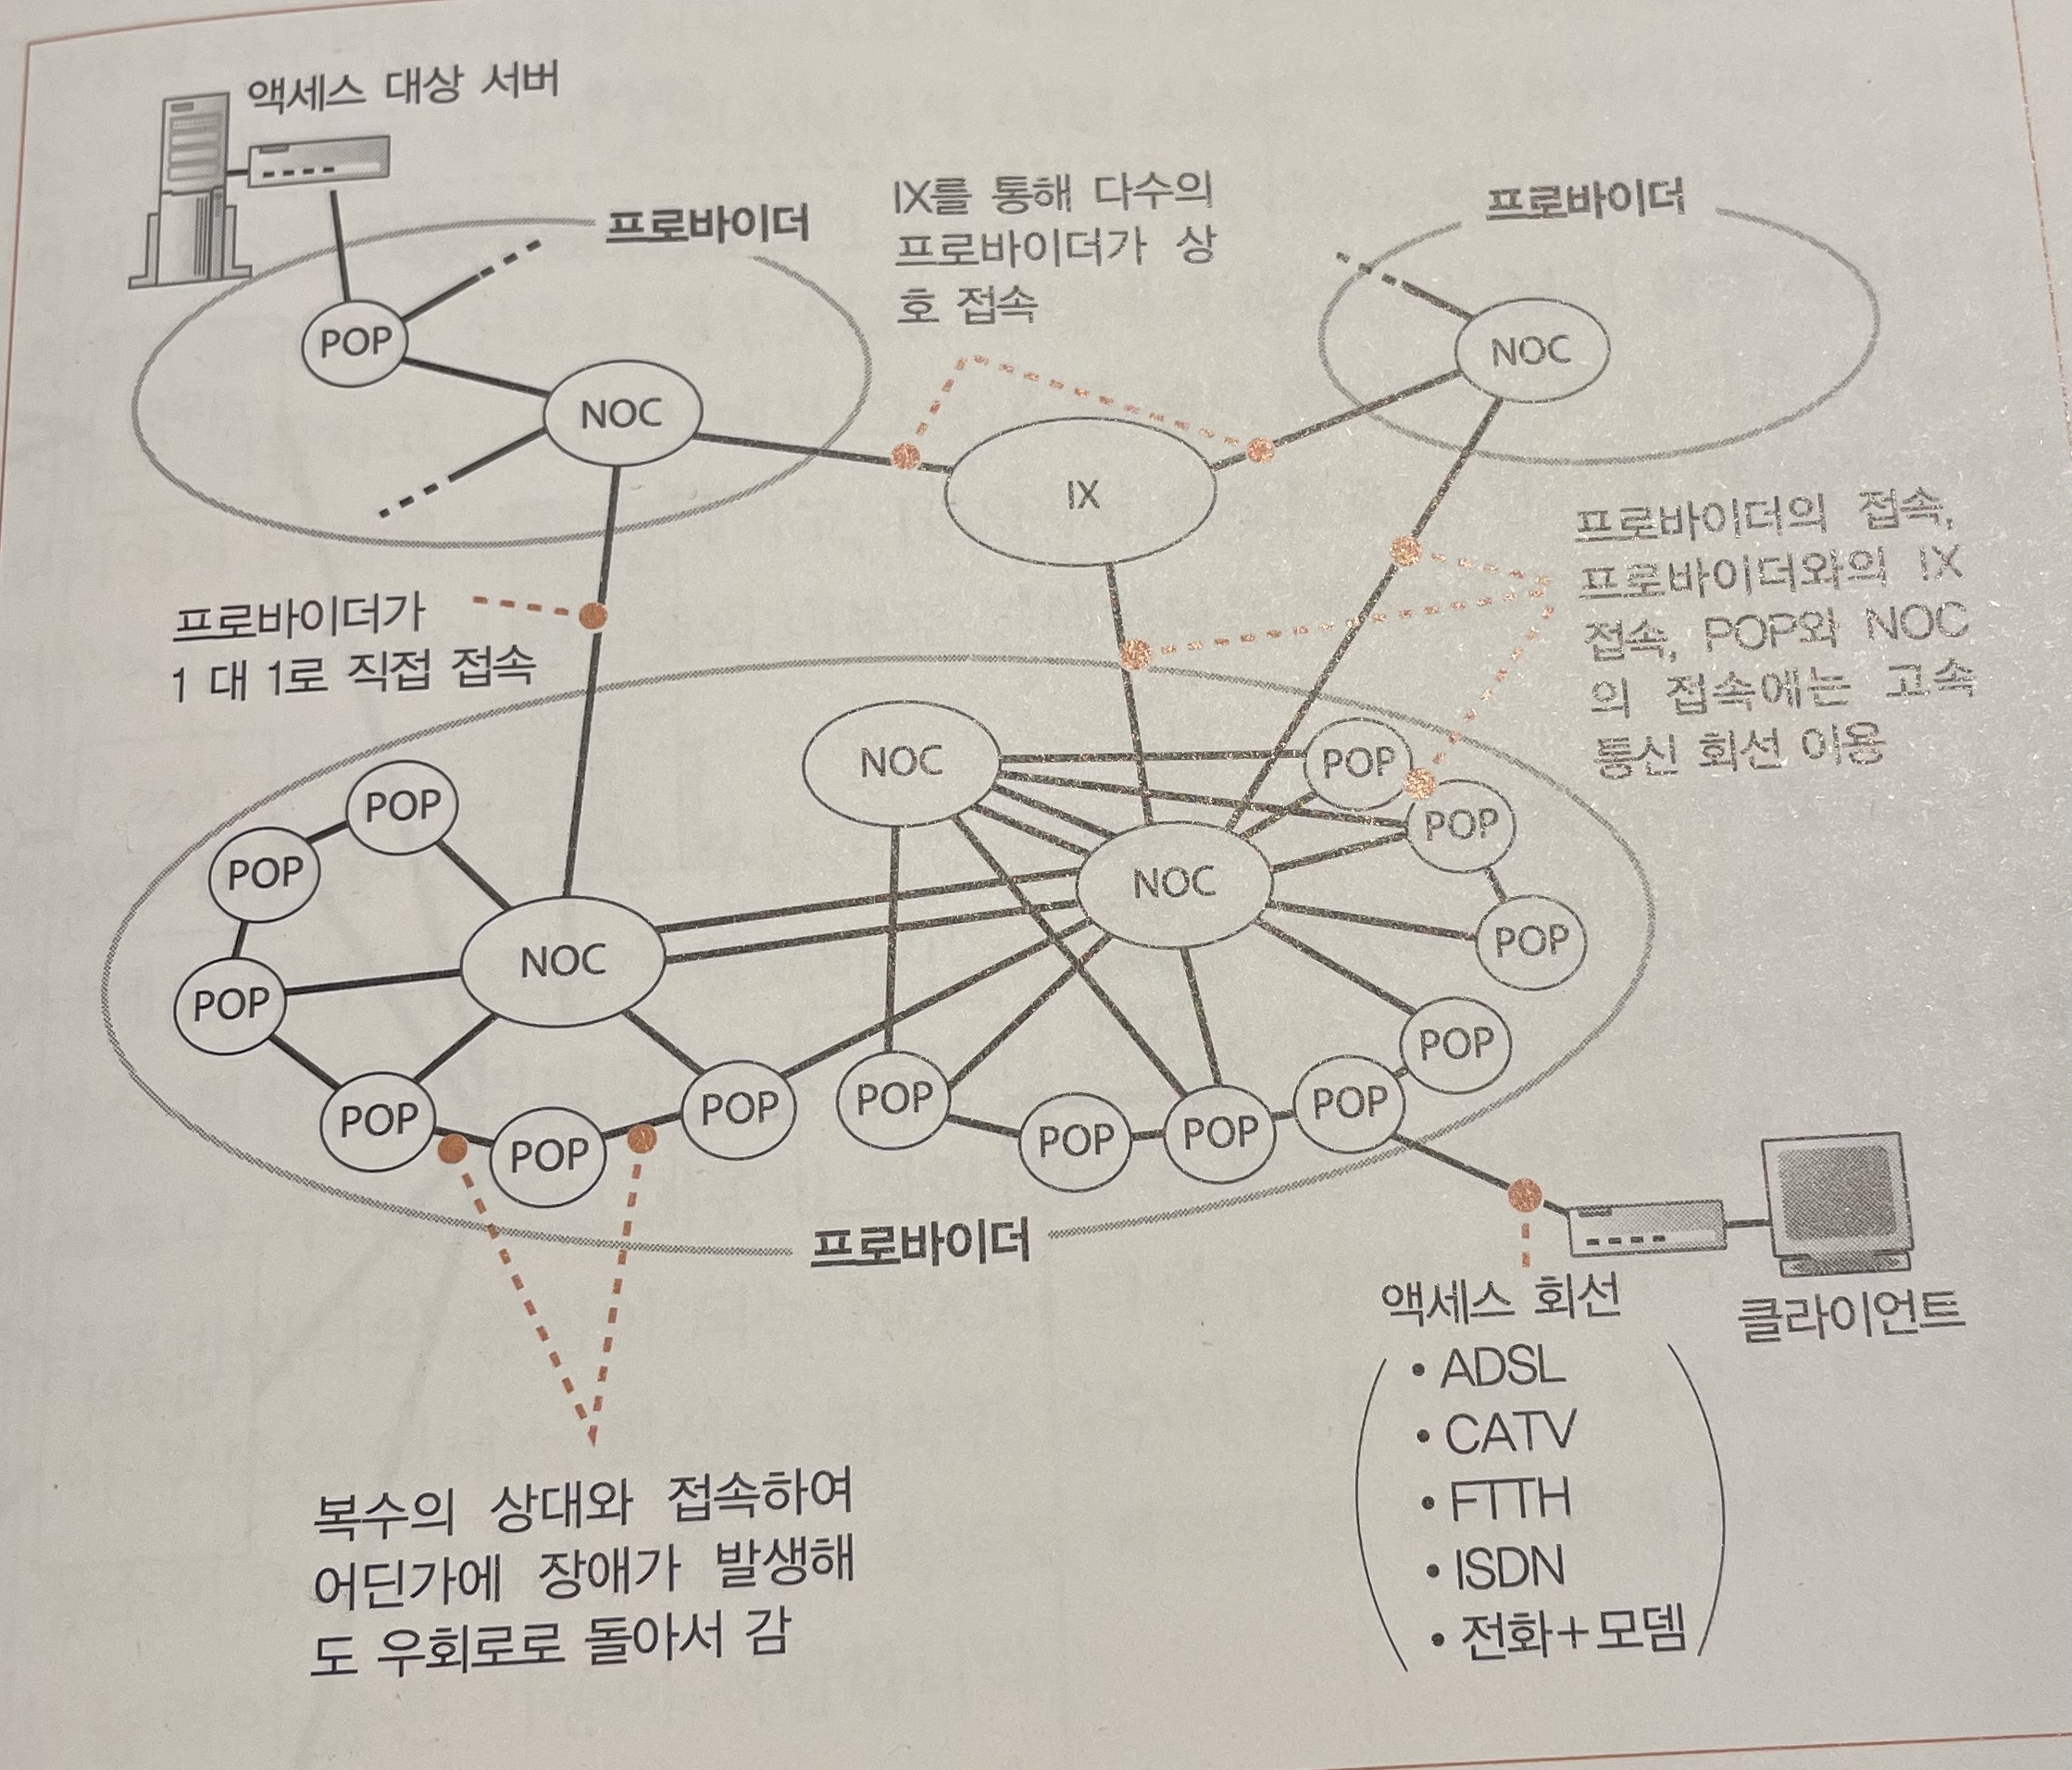 액세스 대상 서버
프로바이더
IX를 통해 다수의
프로바이더가 상
호 접속
프로바이더
POP
NOC
NOC
IX
프로바이더의 접속,
프로바이더와의 IX
접속, POP와 NOC
의 접속에는 고속
통신 회선 이용
프로바이더가
1 대 1로 직접 접속
NOC
POP
POP
POP
POP
NOC
NOC
POP
POP
POP
POP
POP
POP
POP
POP
POP
POP
POP
프로바이더
액세스 회선
클라이언트
• ADSL
• CATV
• FTTH
• ISDN
• 전화+모뎀
복수의 상대와 접속하여
어딘가에 장애가 발생해
도 우회로로 돌아서 감